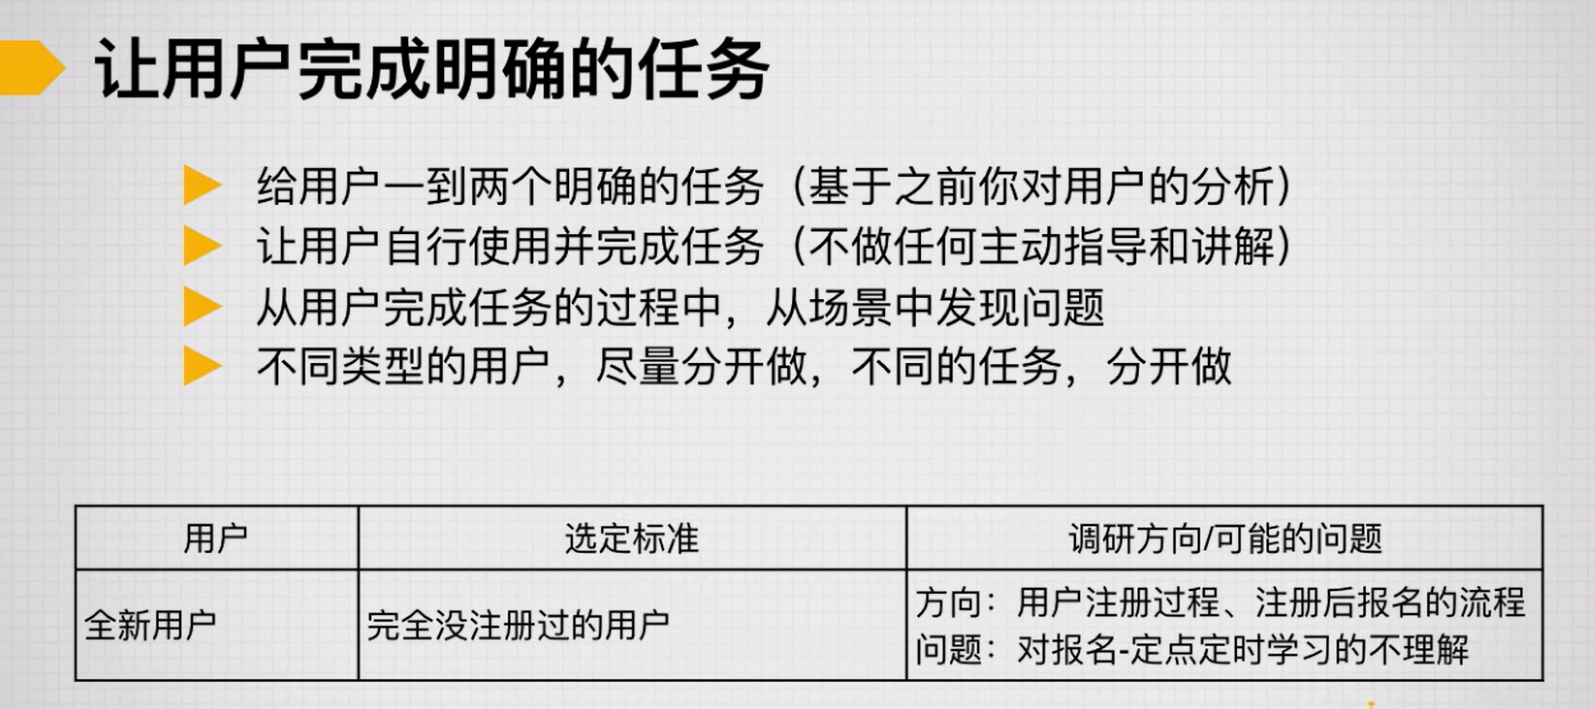 让用户完成明确的任务
给用户一到两个明确的任务（基于之前你对用户的分析）
让用户自行使用并完成任务（不做任何主动指导和讲解）
从用户完成任务的过程中，从场景中发现问题
不同类型的用户，尽量分开做，不同的任务，分开做
用户 选定标准 调研方向/可能的问题
全新用户 完全没注册过的用户 方向：用户注册过程、注册后报名的流程
问题：对报名-定点定时学习的不理解